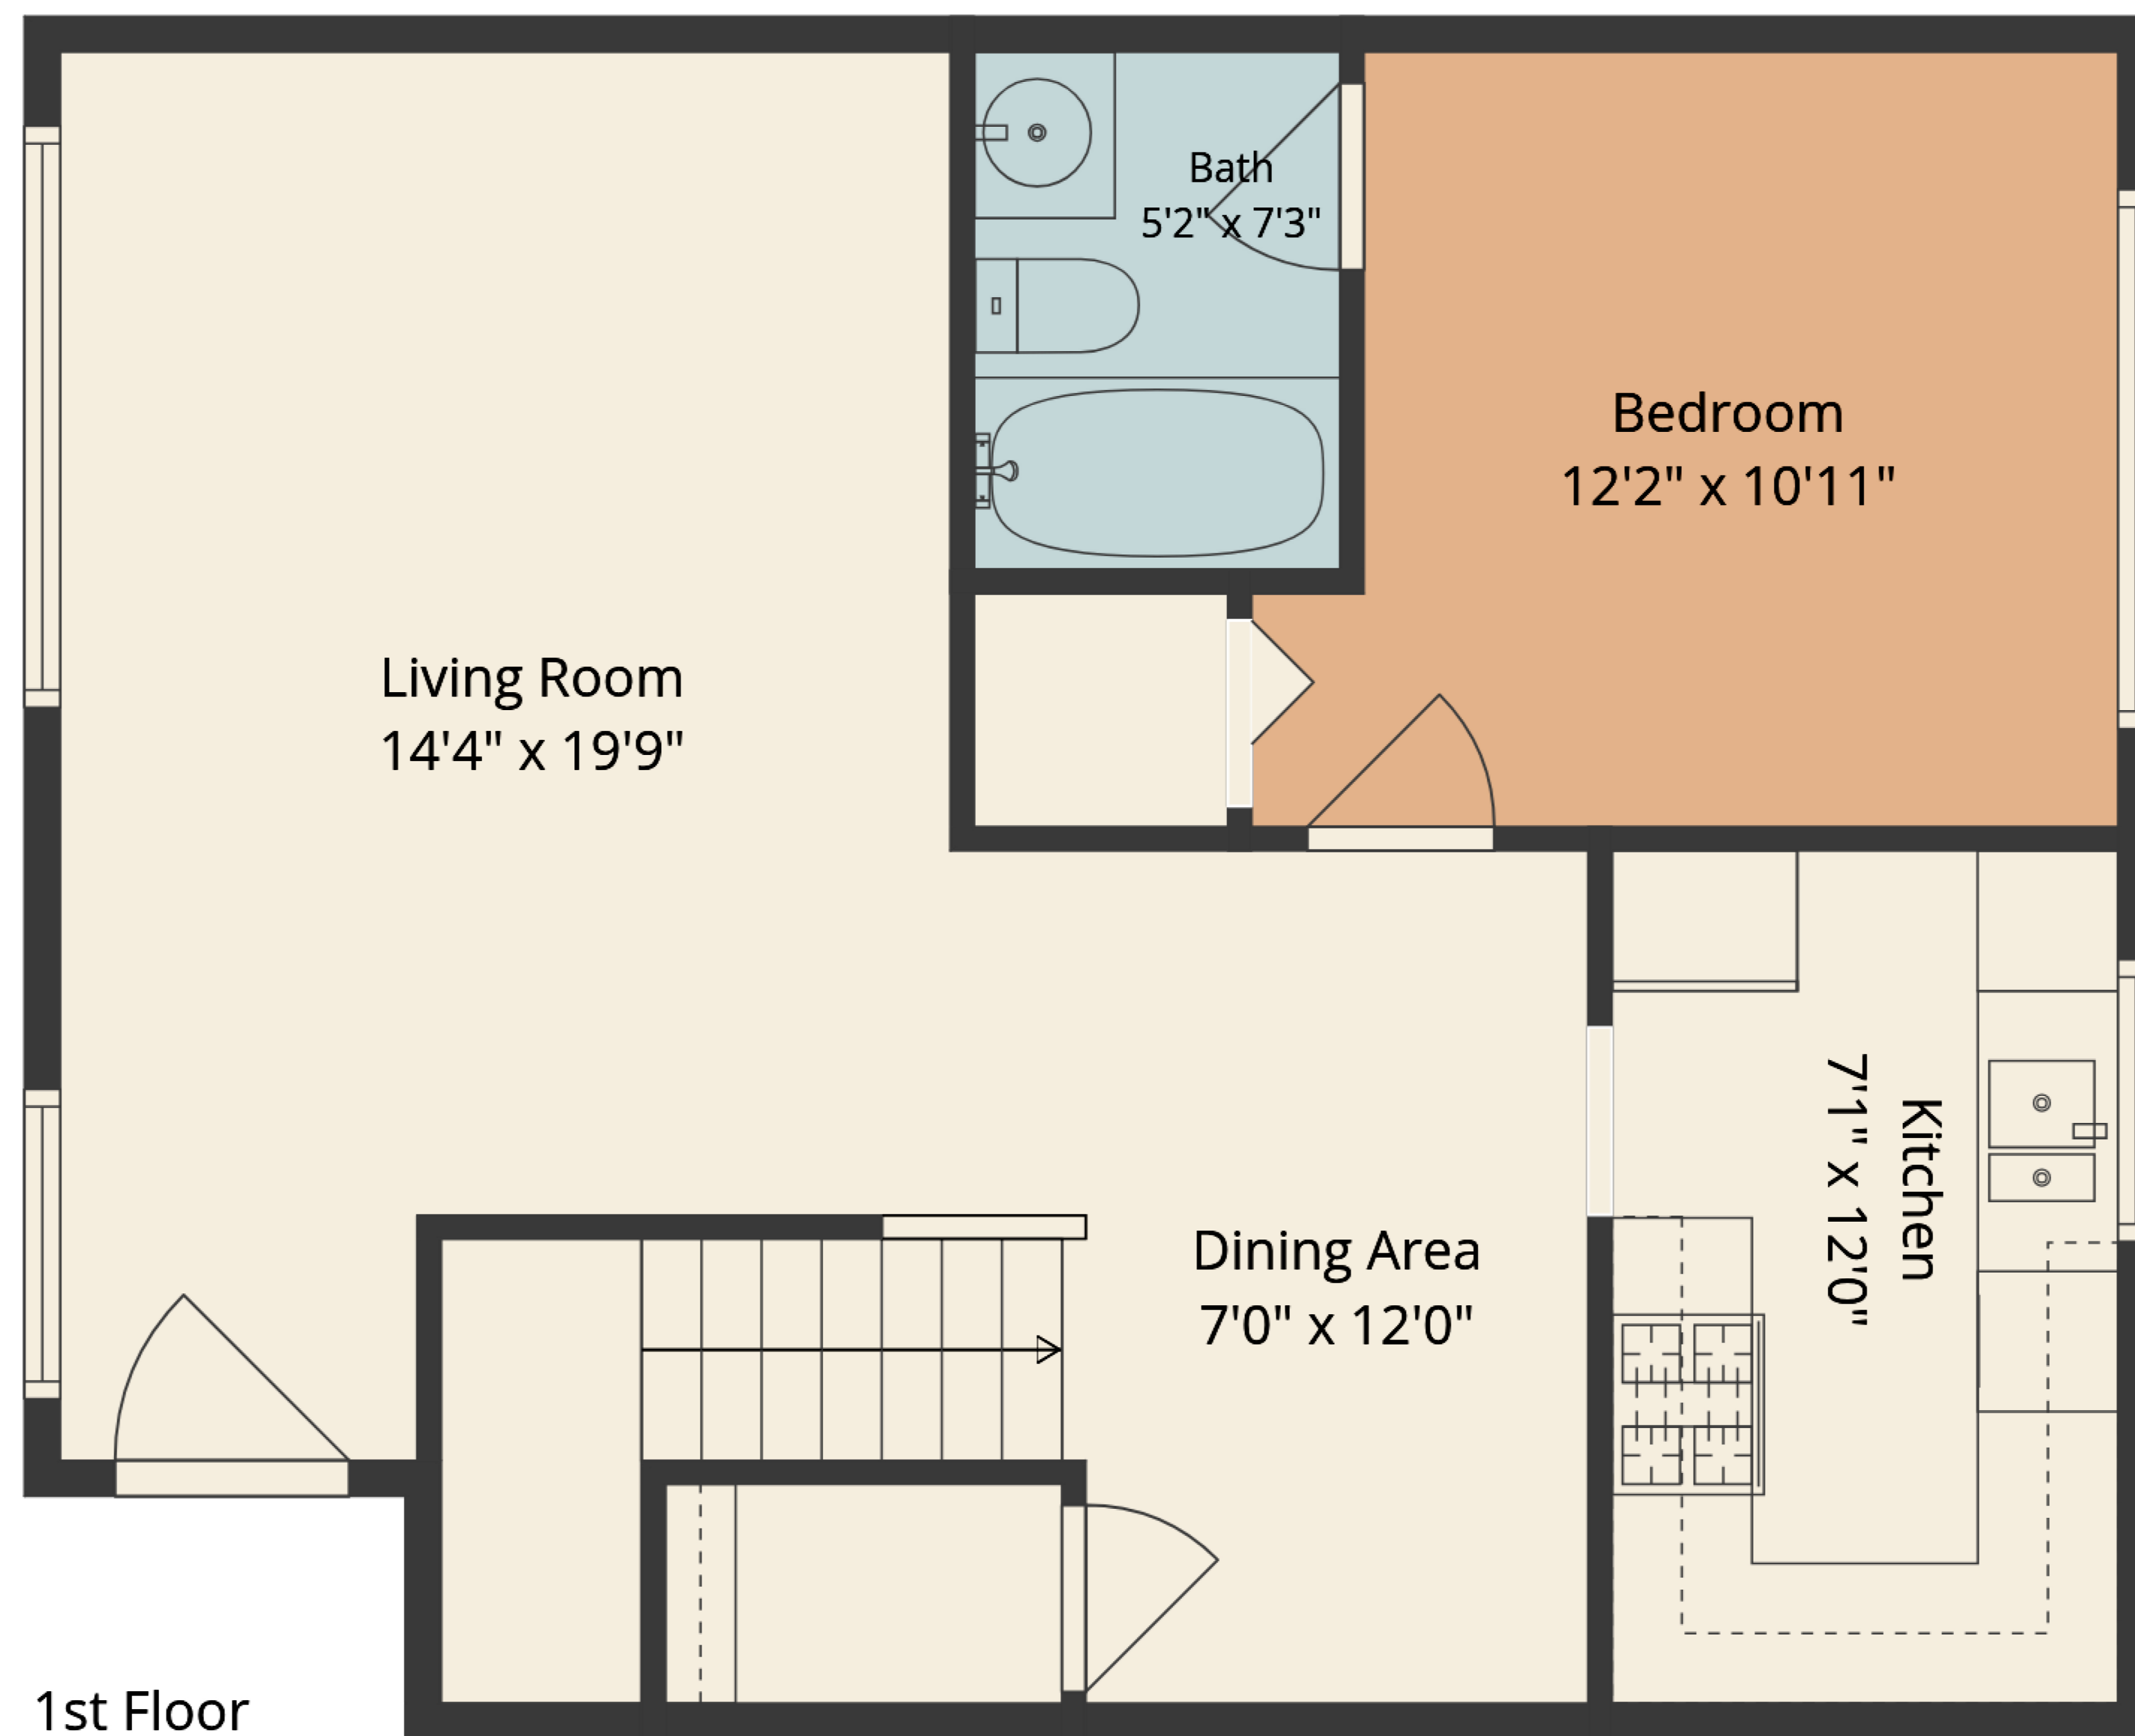 Bath
5'2" x 7'3"
Bedroom
12'2" x 10'11"
Living Room
14'4" x 19'9"
Kitchen
7'1" x 12'0"
Dining Area
7'0" x 12'0"
1st Floor